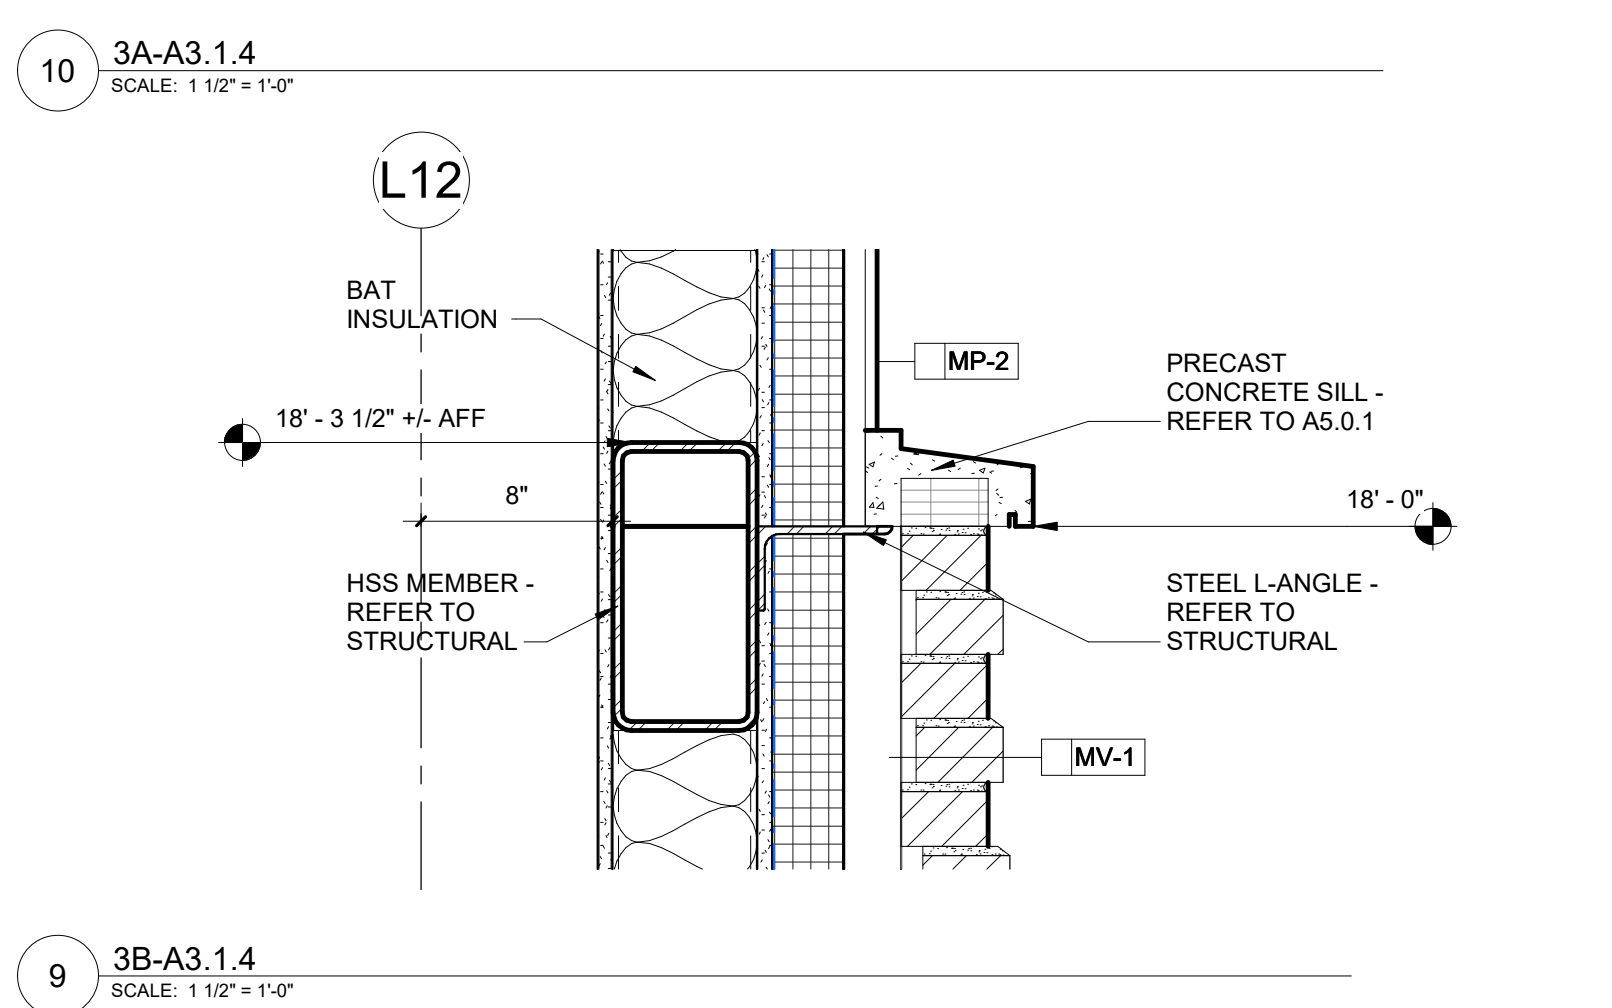 10
3A-A3.1.4
SCALE: 1 1/2" = 1'-0"
L12
BAT
INSULATION
MP-2
PRECAST
CONCRETE SILL -
REFER TO A5.0.1
18' - 3 1/2" +/- AFF
8"
18' - 0"
HSS MEMBER -
REFER TO
STRUCTURAL
STEEL L-ANGLE -
REFER TO
STRUCTURAL
MV-1
9
3B-A3.1.4
SCALE: 1 1/2" = 1'-0"